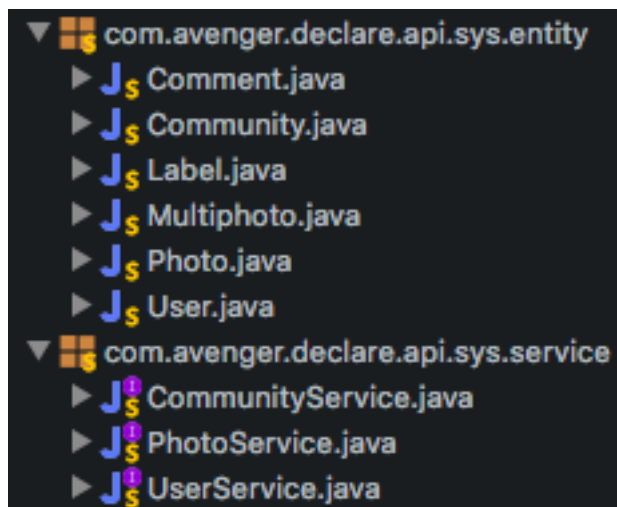 com.avenger.declare.api.sys.entity
Comment.java
Community.java
Label.java
Multiphoto.java
Photo.java
User.java
com.avenger.declare.api.sys.service
CommunityService.java
PhotoService.java
UserService.java